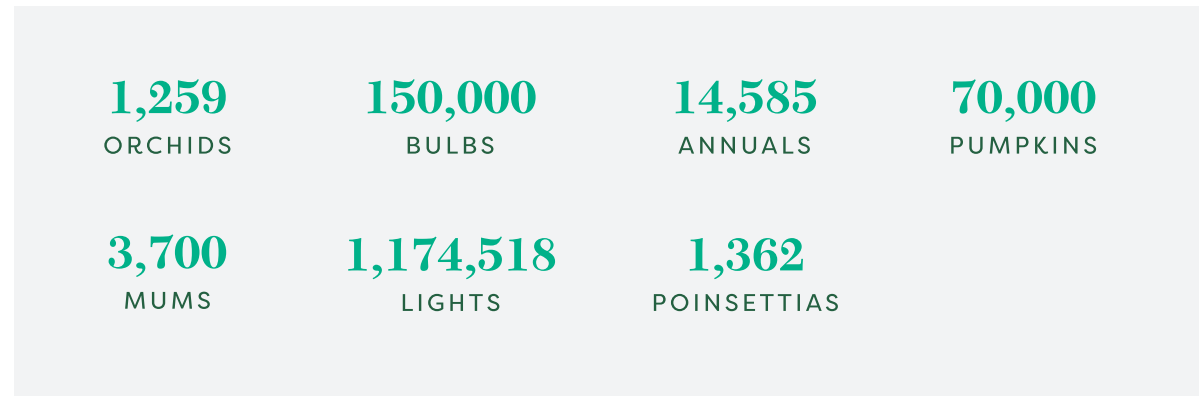 1,259
ORCHIDS
150,000
BULBS
14,585
ANNUALS
70,000
PUMPKINS
3,700
MUMS
1,174,518
LIGHTS
1,362
POINSETTIAS